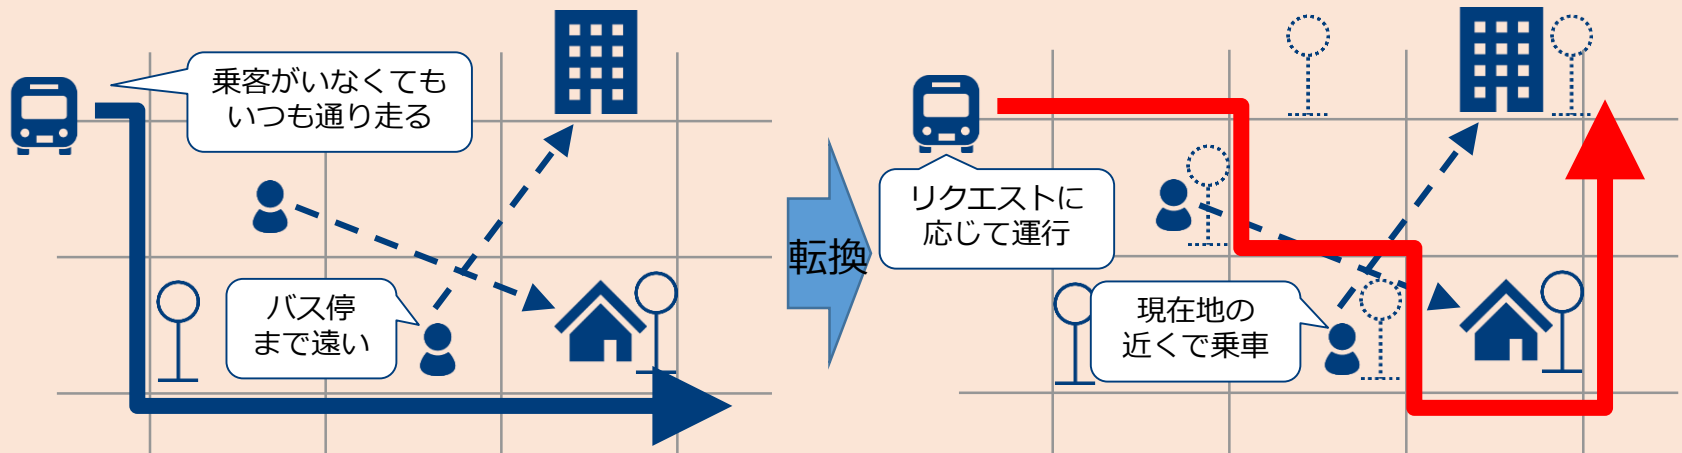 乗客がいなくても
いつも通り走る
バス停
まで遠い
転換
リクエストに
応じて運行
現在地の
近くで乗車